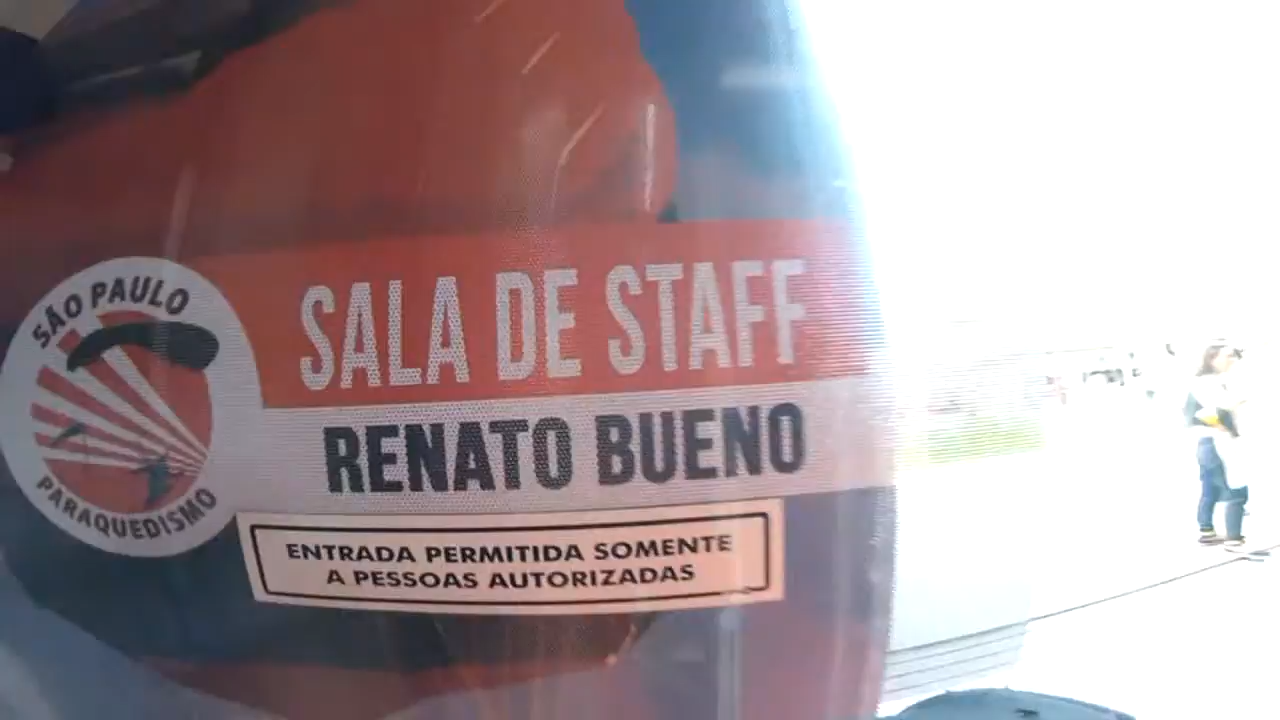 SÃO PAULO
PARAQUEDISMO
SALA DE STAFF
RENATO BUENO
ENTRADA PERMITIDA SOMENTE
A PESSOAS AUTORIZADAS